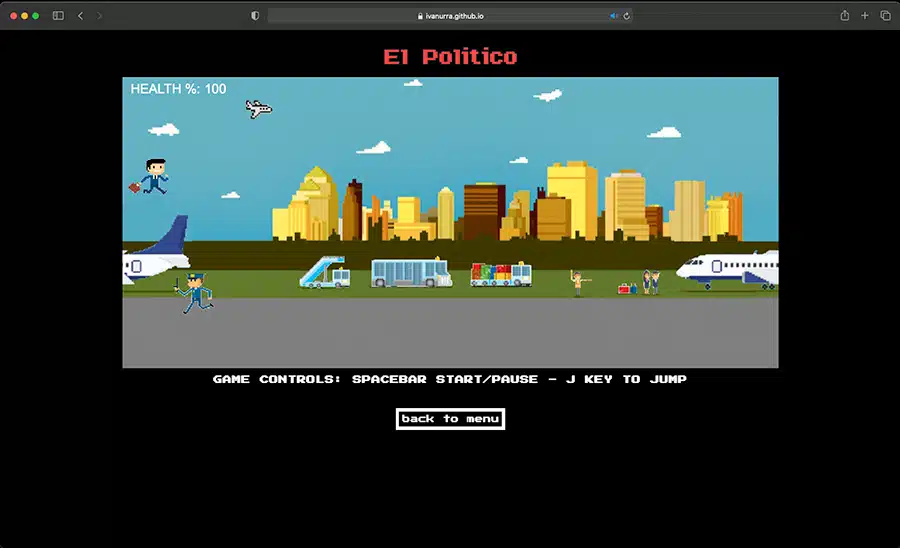 ivanurra.github.io
El Politico
HEALTH %: 100
GAME CONTROLS: SPACEBAR START/PAUSE - J KEY TO JUMP
back to menu